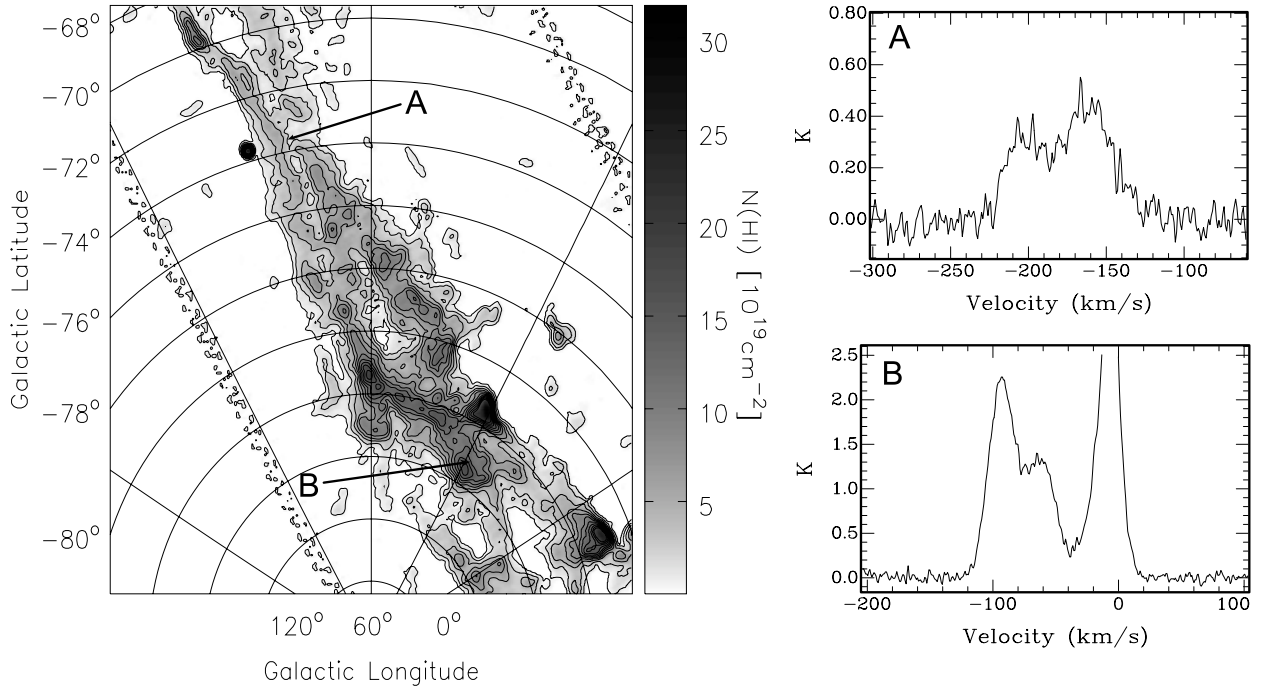 −68°
−70°
−72°
−74°
−76°
−78°
−80°
Galactic Latitude
120° 60° 0°
Galactic Longitude
A
B
30
25
20
15
10
5
N(HI) [10¹⁹cm⁻²]
A
0.80
0.60
0.40
0.20
0.00
K
−300 −250 −200 −150 −100
Velocity (km/s)
B
2.5
2.0
1.5
1.0
0.5
0.0
K
−200 −100 0 100
Velocity (km/s)